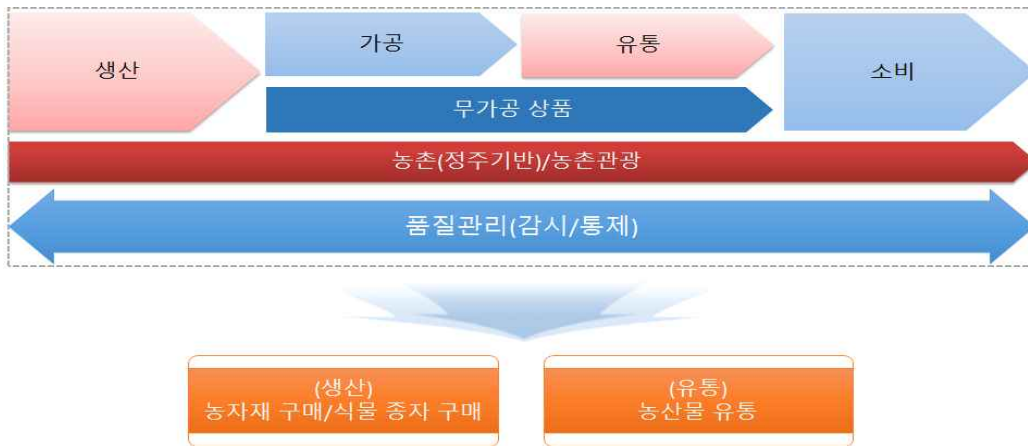 생산
가공
유통
소비
무가공 상품
농촌(정주기반)/농촌관광
품질관리(감시/통제)
(생산)
농자재 구매/식물 종자 구매
(유통)
농산물 유통